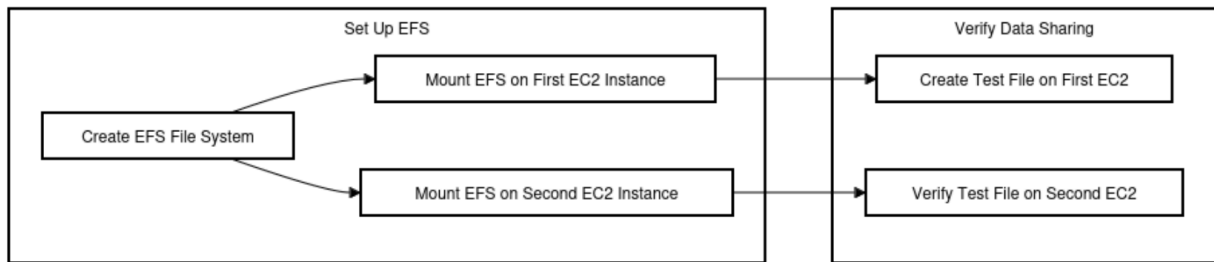 Set Up EFS
Create EFS File System
Mount EFS on First EC2 Instance
Mount EFS on Second EC2 Instance
Verify Data Sharing
Create Test File on First EC2
Verify Test File on Second EC2